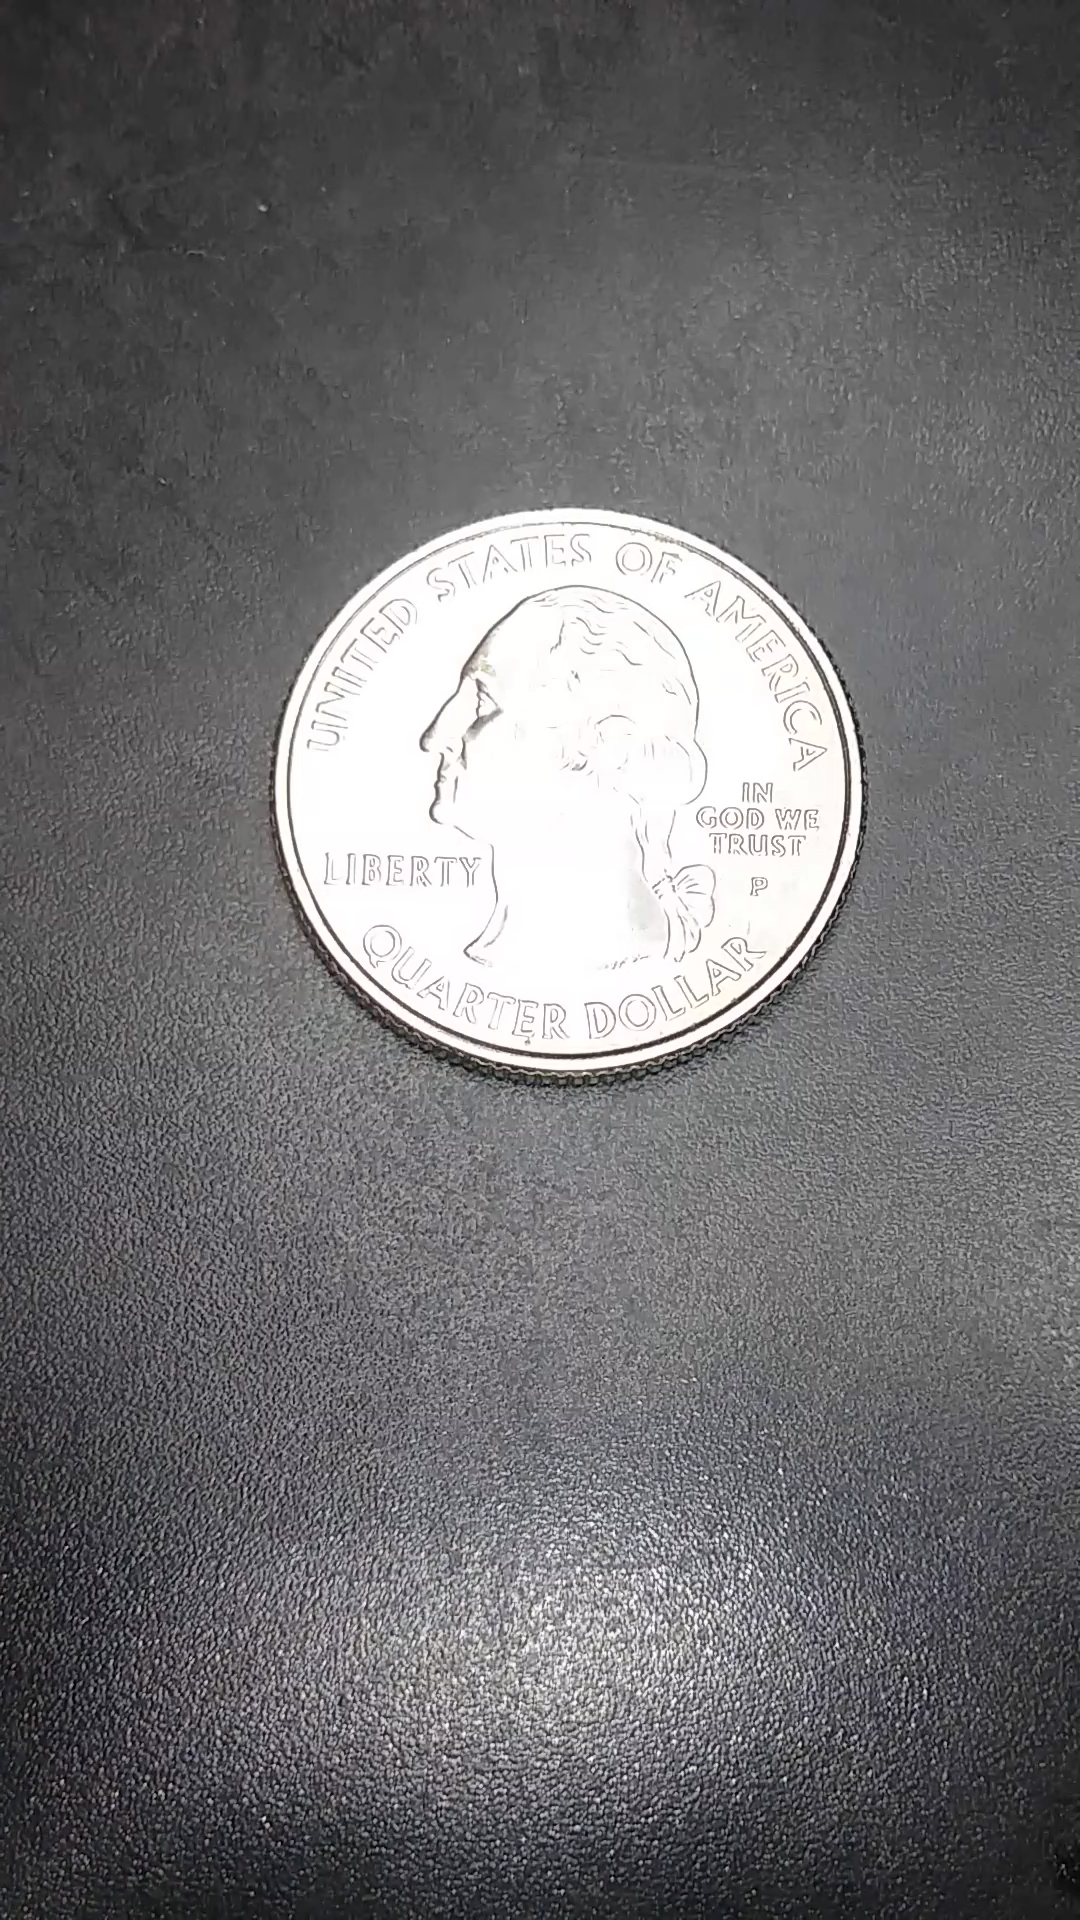 UNITED STATES OF AMERICA
LIBERTY
IN
GOD WE
TRUST
P
QUARTER DOLLAR